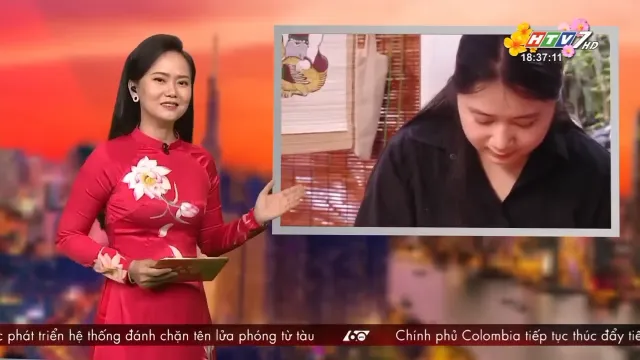 HTV7 HD
18:37:11
c phát triển hệ thống đánh chặn tên lửa phóng từ tàu 60 Chính phủ Colombia tiếp tục thúc đẩy tiế